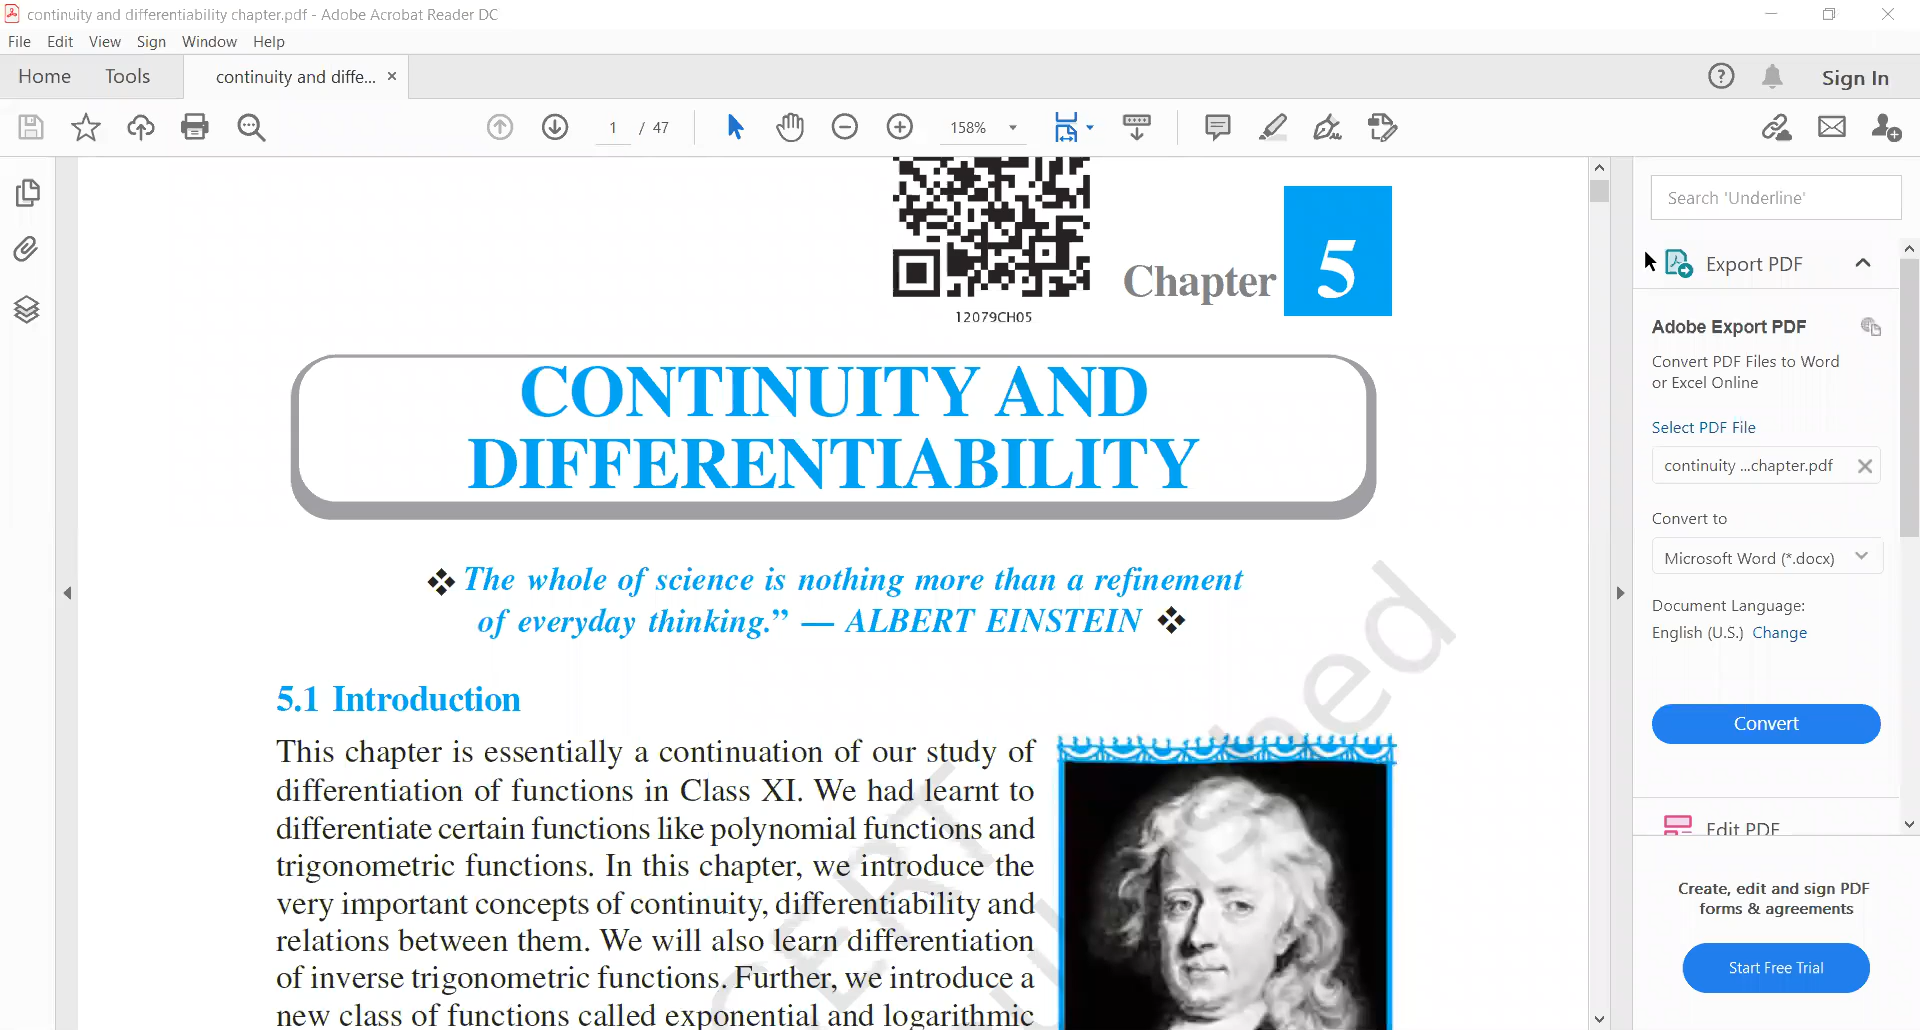 continuity and differentiability chapter.pdf - Adobe Acrobat Reader DC
File Edit View Sign Window Help
Home Tools continuity and diffe... × Sign In
1 / 47 158%
Search 'Underline'
Export PDF
Adobe Export PDF
Convert PDF Files to Word
or Excel Online
Select PDF File
continuity ...chapter.pdf
Convert to
Microsoft Word (*.docx)
Document Language:
English (U.S.) Change
Convert
Edit PDF
Create, edit and sign PDF
forms & agreements
Start Free Trial
12079CH05
Chapter 5
CONTINUITY AND
DIFFERENTIABILITY
❖ The whole of science is nothing more than a refinement
of everyday thinking.” — ALBERT EINSTEIN ❖
5.1 Introduction
This chapter is essentially a continuation of our study of
differentiation of functions in Class XI. We had learnt to
differentiate certain functions like polynomial functions and
trigonometric functions. In this chapter, we introduce the
very important concepts of continuity, differentiability and
relations between them. We will also learn differentiation
of inverse trigonometric functions. Further, we introduce a
new class of functions called exponential and logarithmic